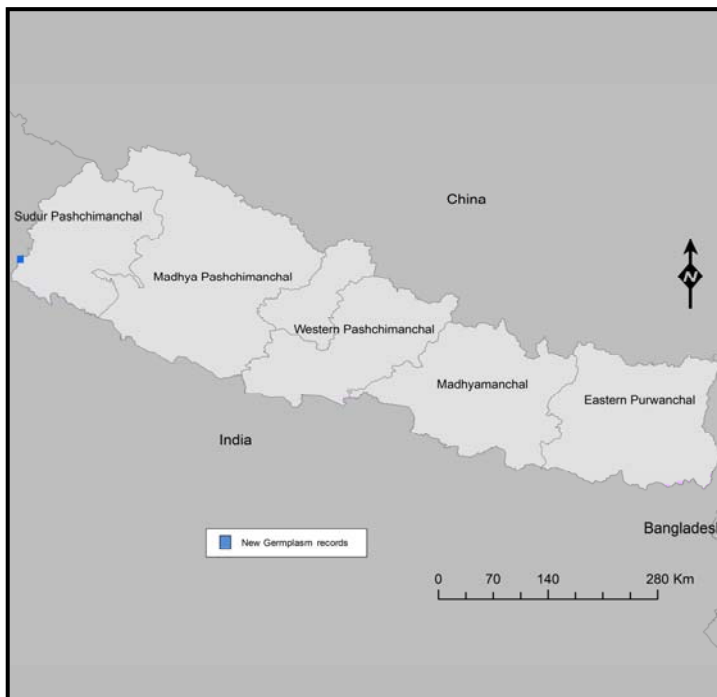 China
Sudur Pashchimanchal
N
Madhya Pashchimanchal
Western Pashchimanchal
Madhyamanchal
Eastern Purwanchal
India
Bangladesh
New Germplasm records
0 70 140 280 Km